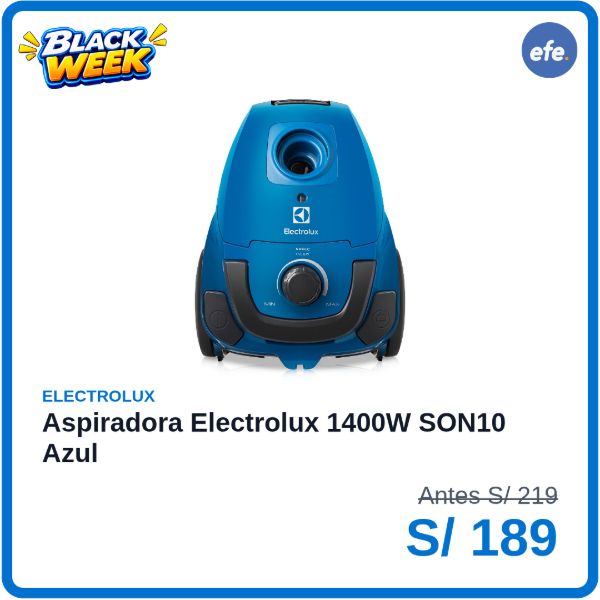 BLACK
WEEK
efe.
Electrolux
MIN
MAX
ELECTROLUX
Aspiradora Electrolux 1400W SON10
Azul
Antes S/ 219
S/ 189